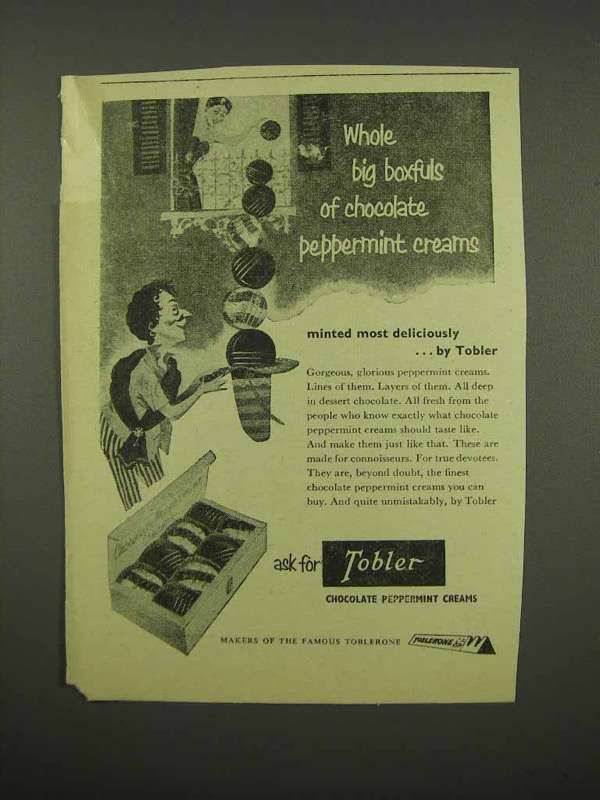 Whole
big boxfuls
of chocolate
peppermint creams
minted most deliciously
... by Tobler
Gorgeous, glorious peppermint creams.
Lines of them. Layers of them. All deep
in dessert chocolate. All fresh from the
people who know exactly what chocolate
peppermint creams should taste like.
And make them just like that. These are
made for connoisseurs. For true devotees.
They are, beyond doubt, the finest
chocolate peppermint creams you can
buy. And quite unmistakably, by Tobler
ask for Tobler
CHOCOLATE PEPPERMINT CREAMS
MAKERS OF THE FAMOUS TOBLERONE
TOBLERONE